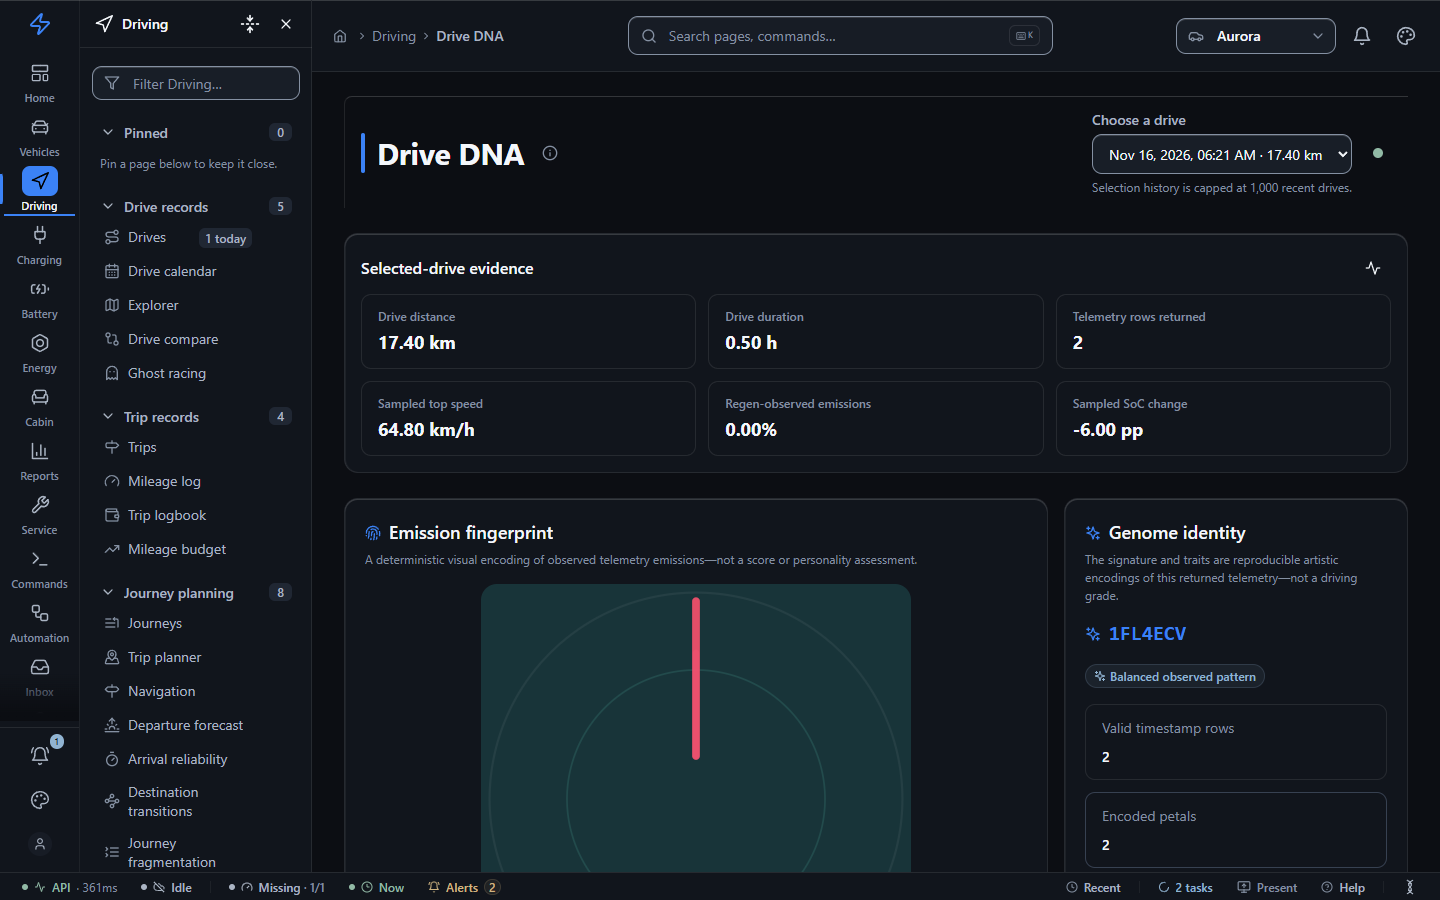 Home
Vehicles
Driving
Charging
Battery
Energy
Cabin
Reports
Service
Commands
Automation
Inbox
1
Driving
Filter Driving...
Pinned 0
Pin a page below to keep it close.
Drive records 5
Drives 1 today
Drive calendar
Explorer
Drive compare
Ghost racing
Trip records 4
Trips
Mileage log
Trip logbook
Mileage budget
Journey planning 8
Journeys
Trip planner
Navigation
Departure forecast
Arrival reliability
Destination
transitions
Journey
fragmentation
Driving Drive DNA
Search pages, commands...
K
Aurora
Drive DNA
Choose a drive
Nov 16, 2026, 06:21 AM · 17.40 km
Selection history is capped at 1,000 recent drives.
Selected-drive evidence
Drive distance
17.40 km
Drive duration
0.50 h
Telemetry rows returned
2
Sampled top speed
64.80 km/h
Regen-observed emissions
0.00%
Sampled SoC change
-6.00 pp
Emission fingerprint
A deterministic visual encoding of observed telemetry emissions—not a score or personality assessment.
Genome identity
The signature and traits are reproducible artistic
encodings of this returned telemetry—not a driving
grade.
1FL4ECV
Balanced observed pattern
Valid timestamp rows
2
Encoded petals
2
API · 361ms
Idle
Missing · 1/1
Now
Alerts 2
Recent
2 tasks
Present
Help